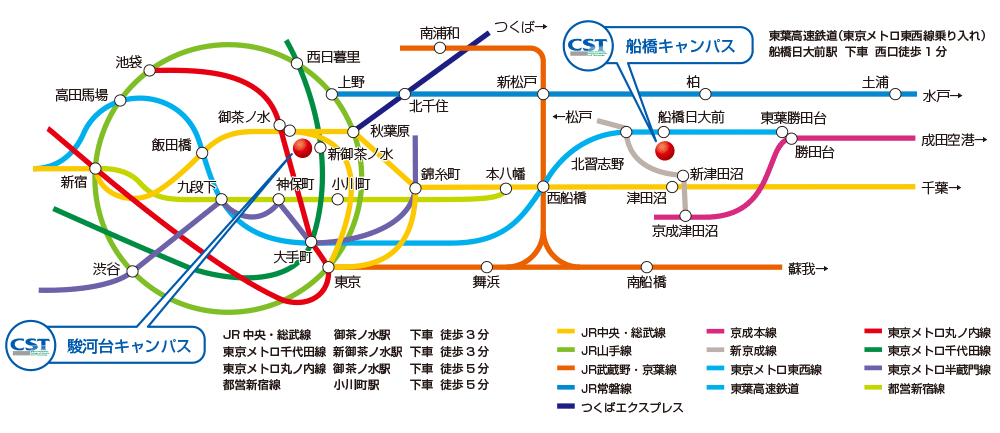 つくば→
南浦和
CST
船橋キャンパス
東葉高速鉄道(東京メトロ東西線乗り入れ)
船橋日大前駅 下車 西口徒歩1分
西日暮里
池袋
上野
新松戸
柏
土浦
水戸→
高田馬場
北千住
御茶ノ水
秋葉原
←松戸
船橋日大前
東葉勝田台
成田空港→
飯田橋
新御茶ノ水
北習志野
勝田台
新宿
九段下
神保町
小川町
錦糸町
本八幡
西船橋
津田沼
新津田沼
千葉→
京成津田沼
渋谷
大手町
東京
舞浜
南船橋
蘇我→
CST
駿河台キャンパス
JR中央・総武線 御茶ノ水駅 下車 徒歩3分
東京メトロ千代田線 新御茶ノ水駅 下車 徒歩3分
東京メトロ丸ノ内線 御茶ノ水駅 下車 徒歩5分
都営新宿線 小川町駅 下車 徒歩5分
JR中央・総武線
JR山手線
JR武蔵野・京葉線
JR常磐線
つくばエクスプレス
京成本線
新京成線
東京メトロ東西線
東葉高速鉄道
東京メトロ丸ノ内線
東京メトロ千代田線
東京メトロ半蔵門線
都営新宿線